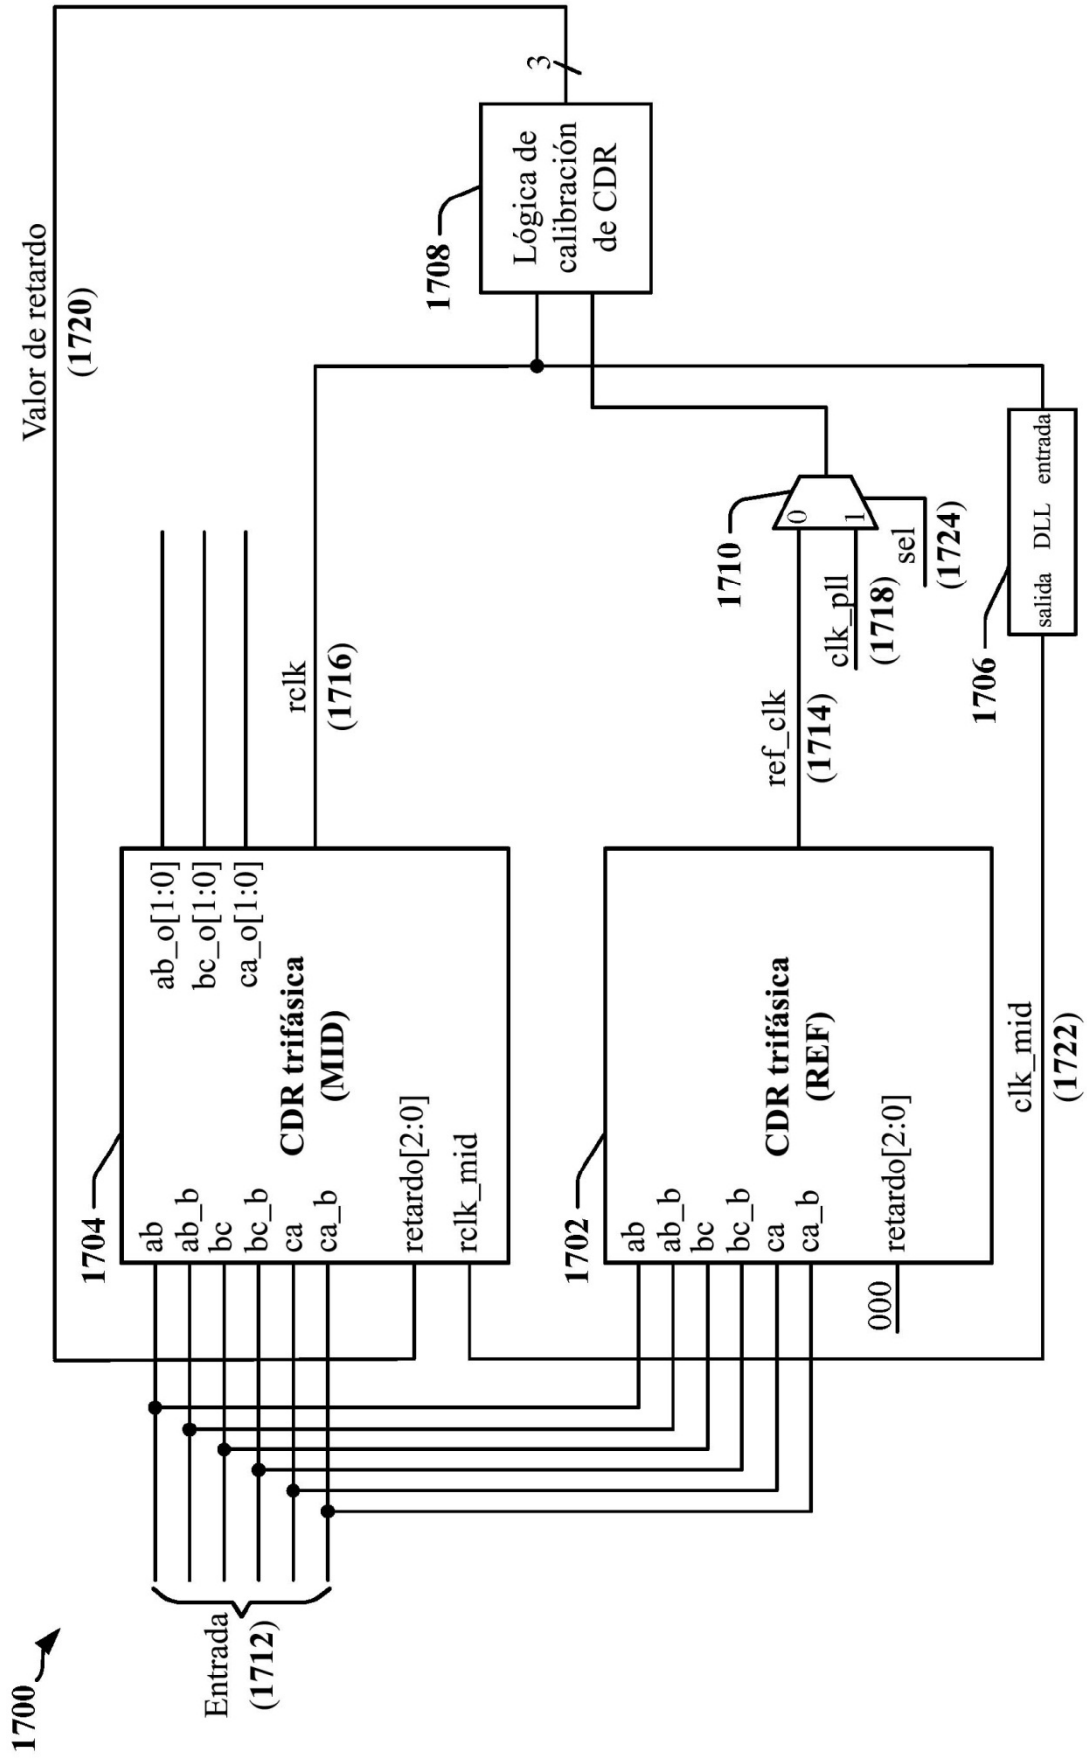 1700
Entrada
(1712)
1704
ab
ab_b
bc
bc_b
ca
ca_b
retardo[2:0]
rclk_mid
CDR trifásica
(MID)
ab_o[1:0]
bc_o[1:0]
ca_o[1:0]
rclk
(1716)
Valor de retardo
(1720)
1702
ab
ab_b
bc
bc_b
ca
ca_b
000
retardo[2:0]
CDR trifásica
(REF)
ref_clk
(1714)
clk_pll
(1718)
1710
0
1
sel
(1724)
1708
Lógica de
calibración
de CDR
3
clk_mid
(1722)
1706
salida DLL entrada